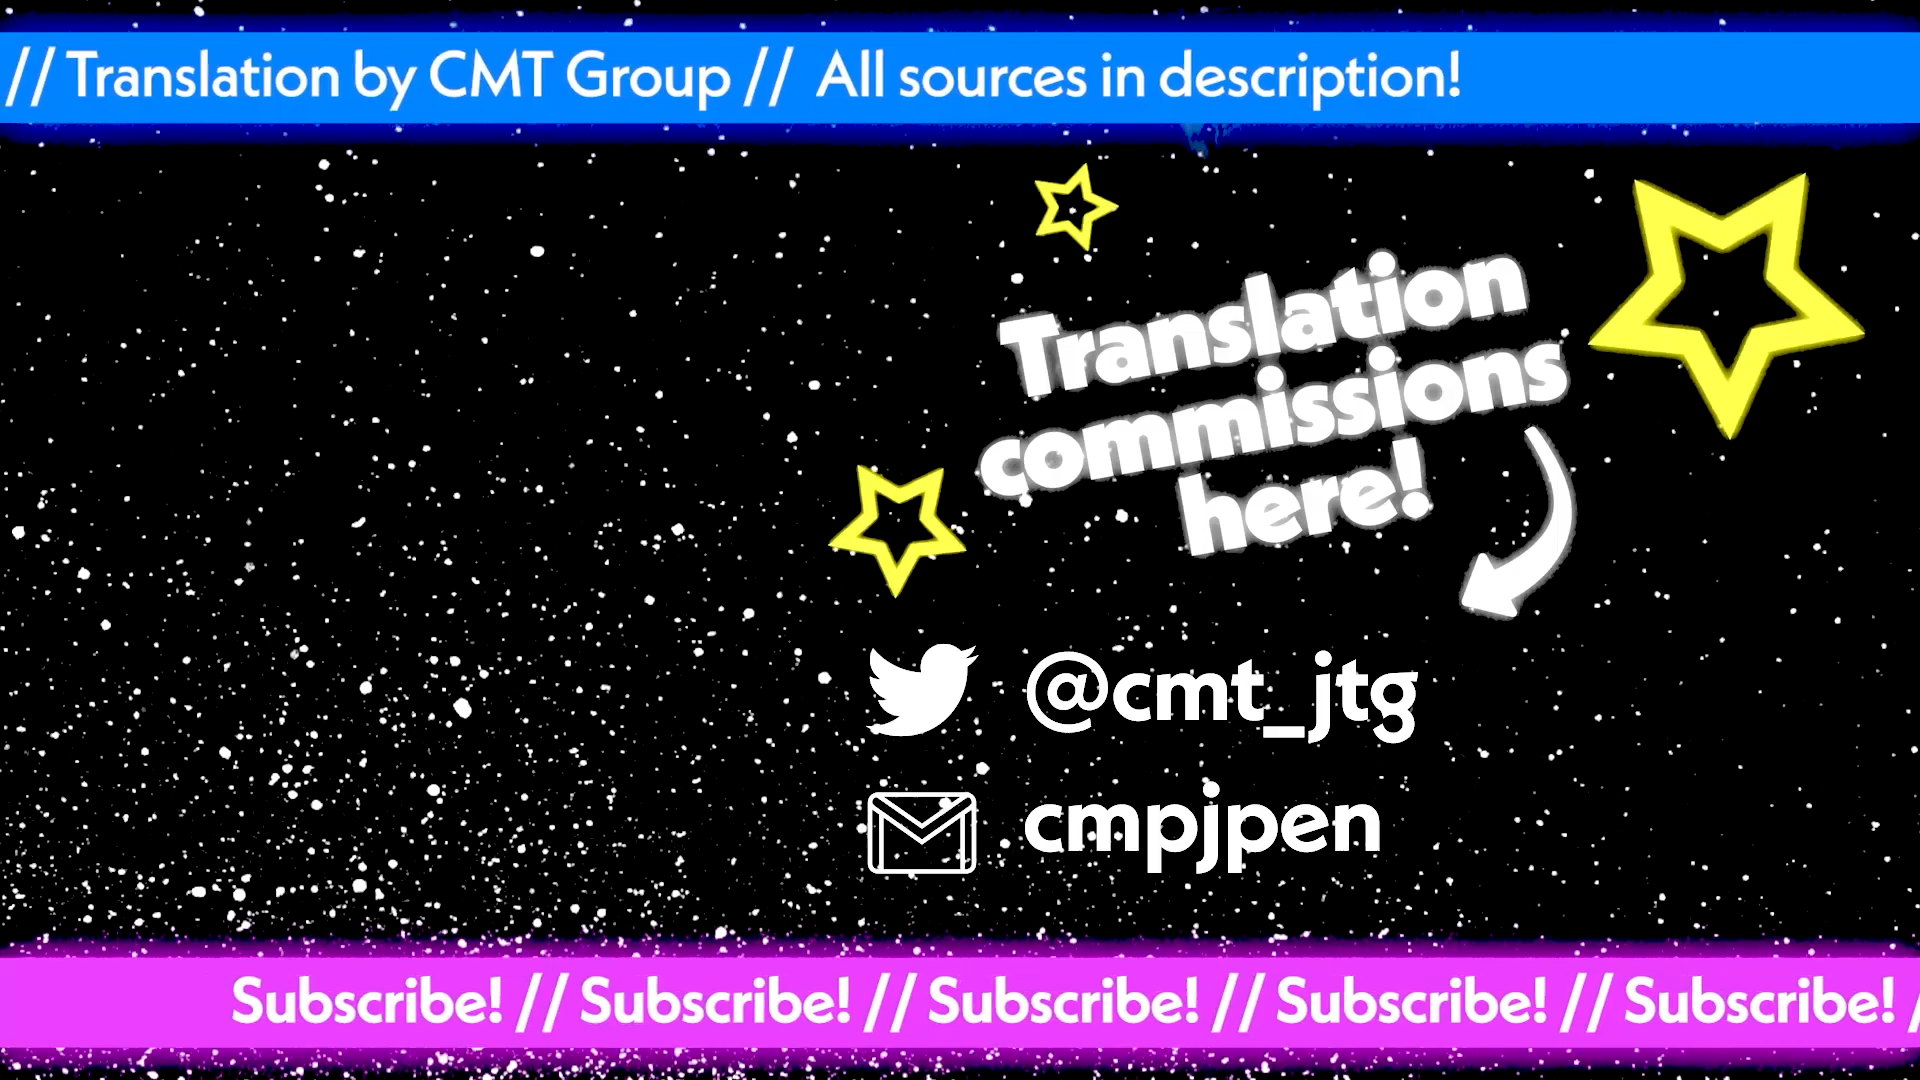 // Translation by CMT Group // All sources in description!
Translation
commissions
here!
@cmt_jtg
cmpjpen
Subscribe! // Subscribe! // Subscribe! // Subscribe! // Subscribe! /